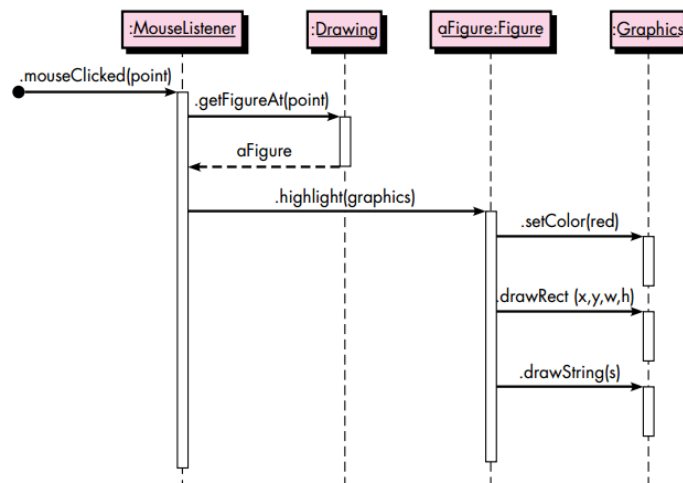 :MouseListener
:Drawing
aFigure:Figure
:Graphics
.mouseClicked(point)
.getFigureAt(point)
aFigure
.highlight(graphics)
.setColor(red)
.drawRect (x,y,w,h)
.drawString(s)